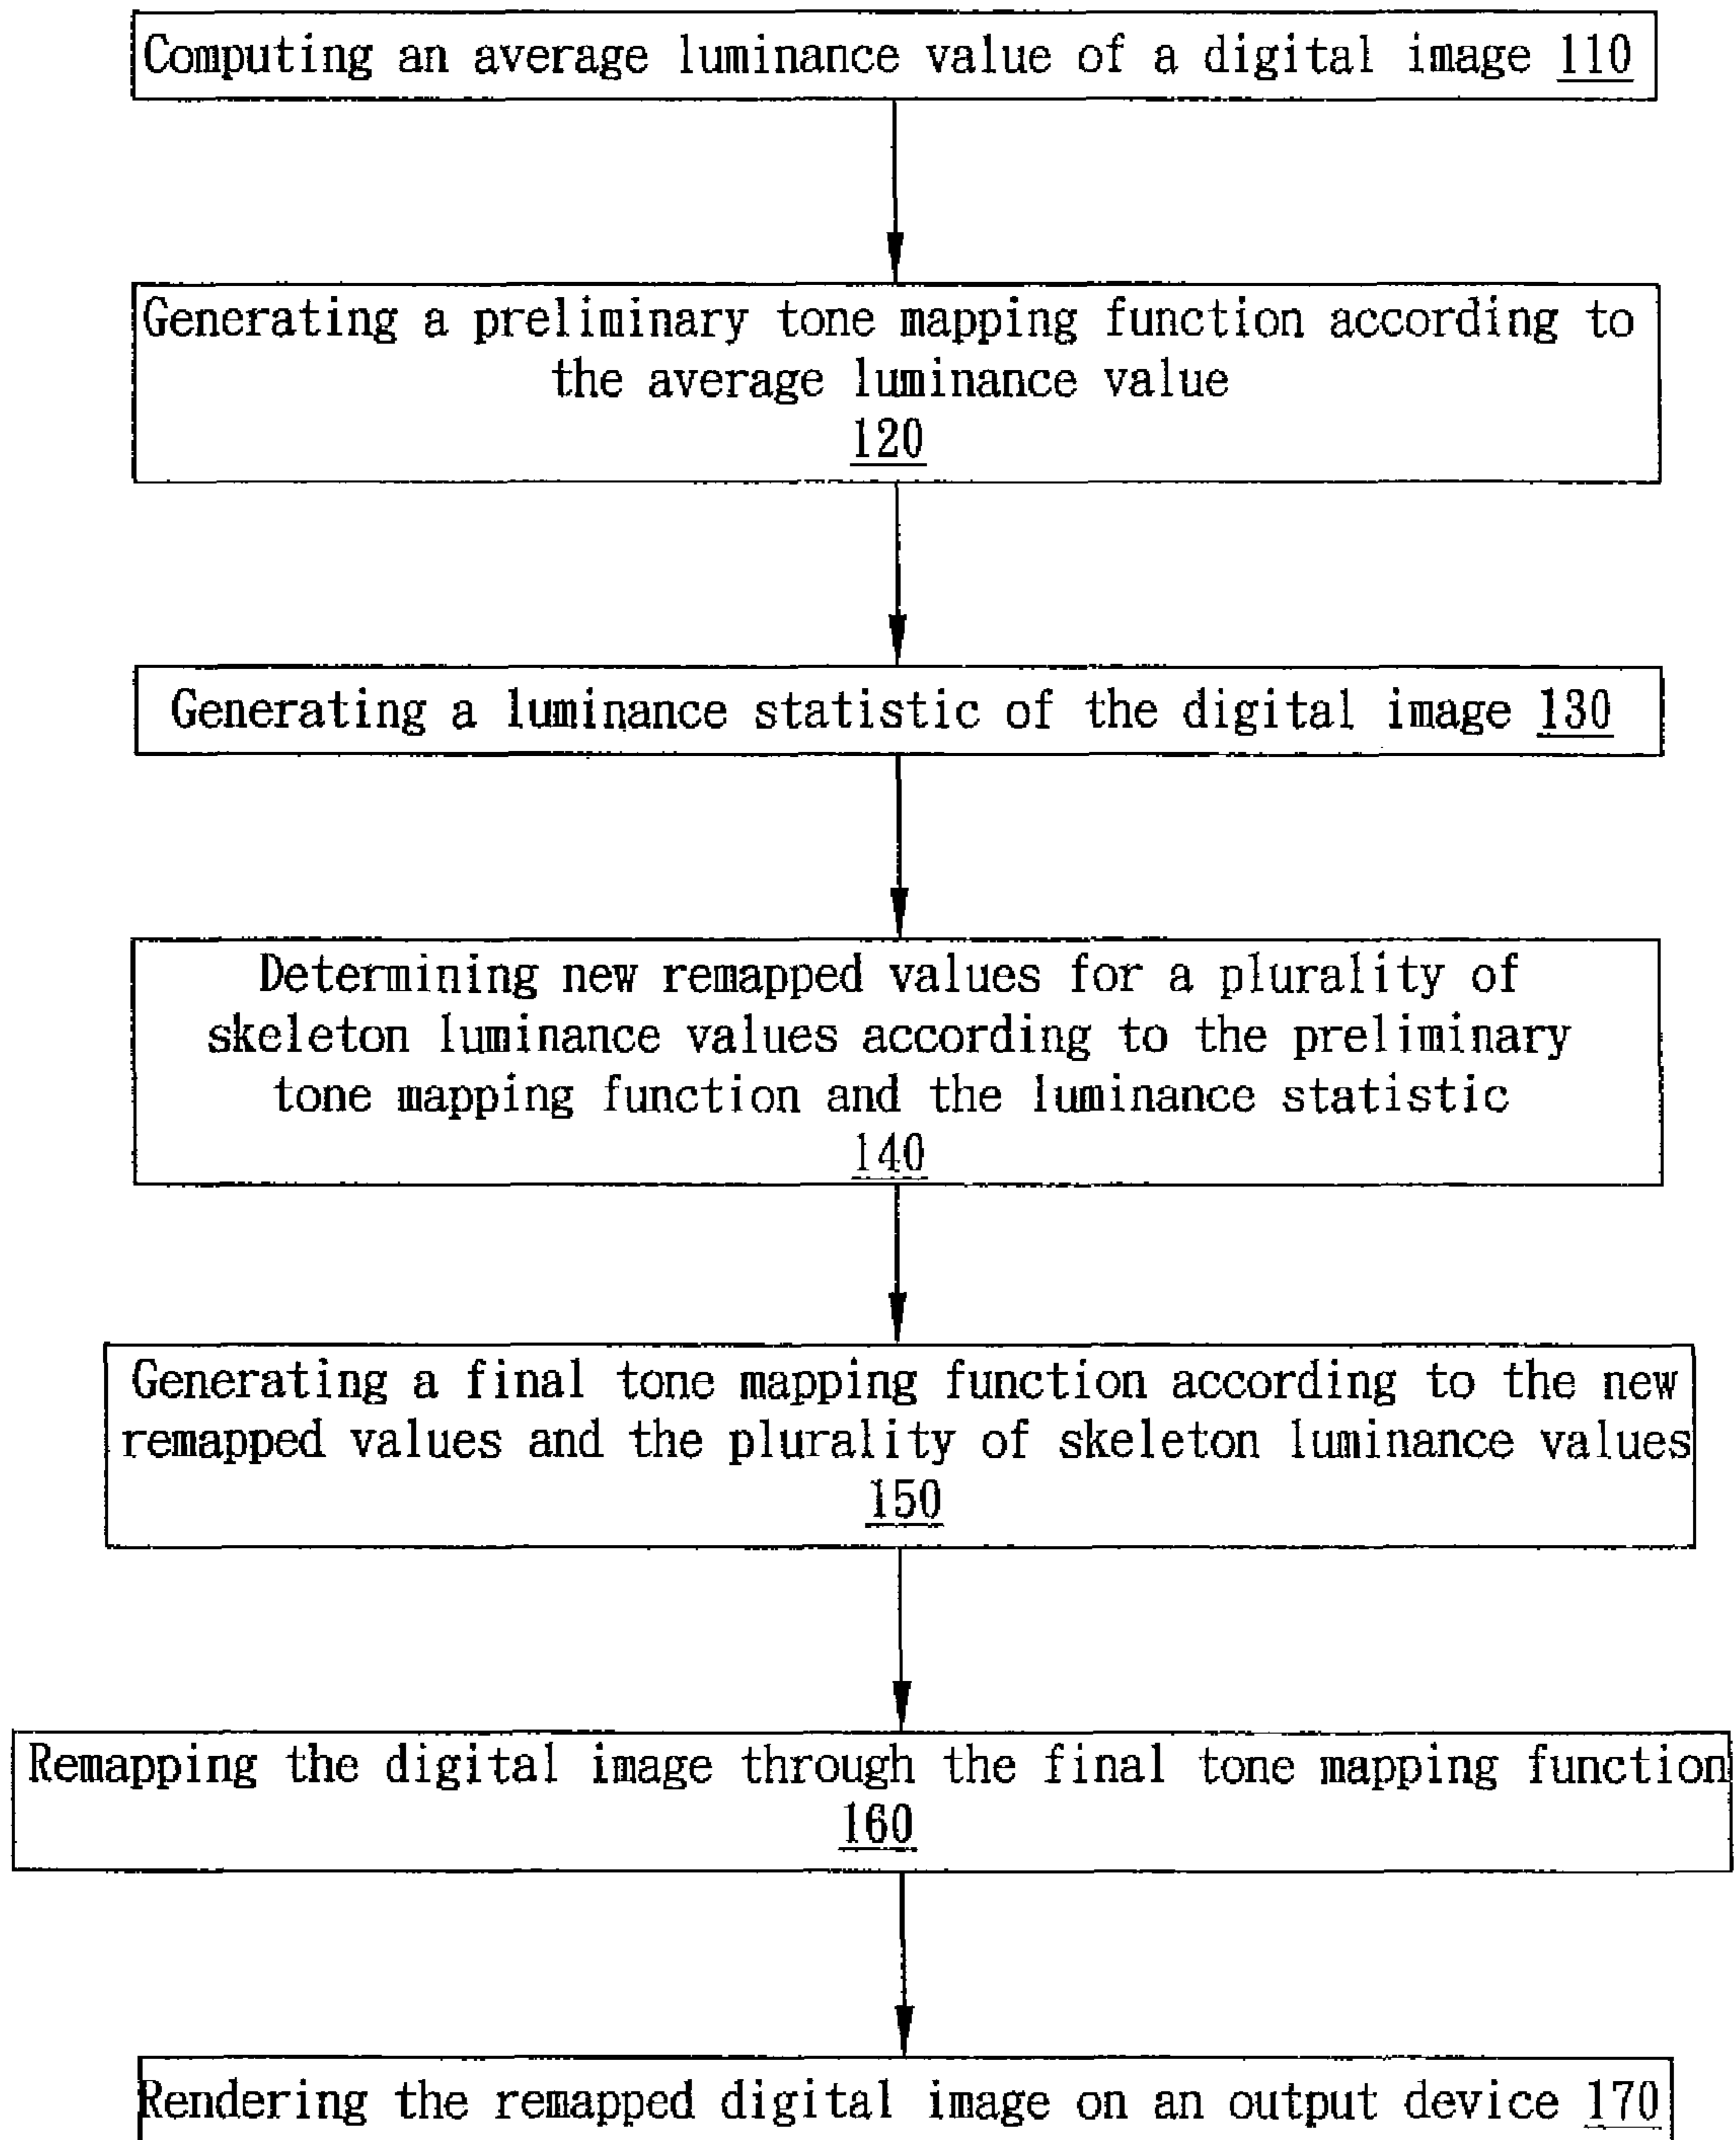 Computing an average luminance value of a digital image 110
Generating a preliminary tone mapping function according to
the average luminance value
120
Generating a luminance statistic of the digital image 130
Determining new remapped values for a plurality of
skeleton luminance values according to the preliminary
tone mapping function and the luminance statistic
140
Generating a final tone mapping function according to the new
remapped values and the plurality of skeleton luminance values
150
Remapping the digital image through the final tone mapping function
160
Rendering the remapped digital image on an output device 170